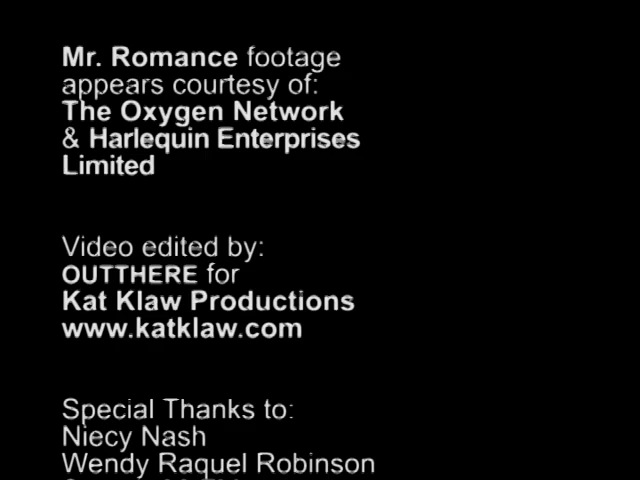 Mr. Romance footage
appears courtesy of:
The Oxygen Network
& Harlequin Enterprises
Limited
Video edited by:
OUTTHERE for
Kat Klaw Productions
www.katklaw.com
Special Thanks to:
Niecy Nash
Wendy Raquel Robinson